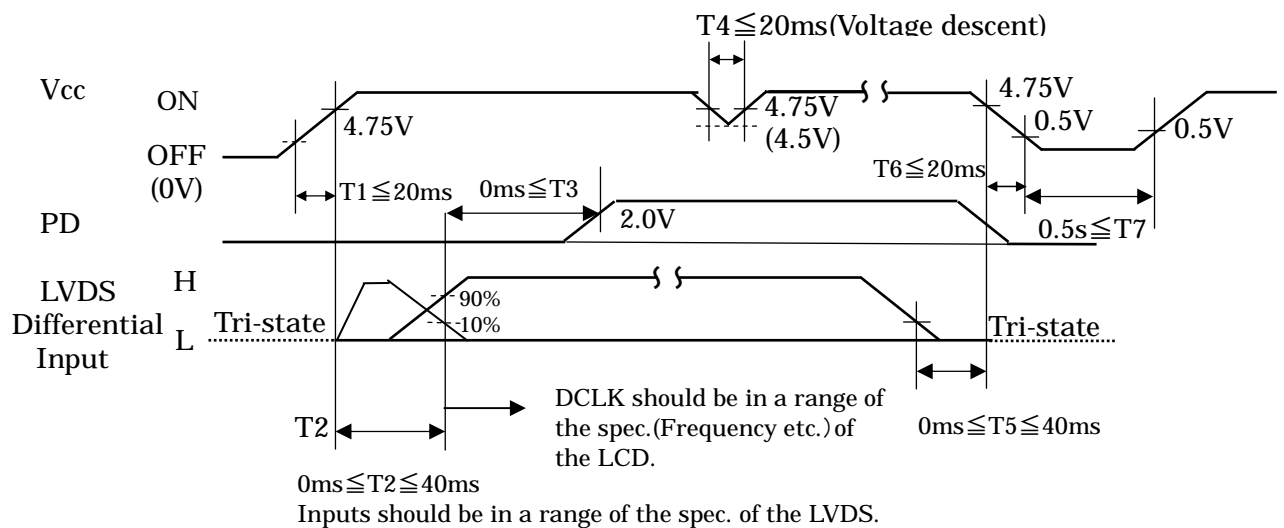 T4≦20ms(Voltage descent)
Vcc
ON
4.75V
4.75V
(4.5V)
4.75V
0.5V
0.5V
OFF
(0V)
T1≦20ms
0ms≦T3
T6≦20ms
PD
2.0V
0.5s≦T7
LVDS
Differential
Input
H
90%
10%
Tri-state
L
Tri-state
T2
DCLK should be in a range of
the spec.(Frequency etc.) of
the LCD.
0ms≦T5≦40ms
0ms≦T2≦40ms
Inputs should be in a range of the spec. of the LVDS.